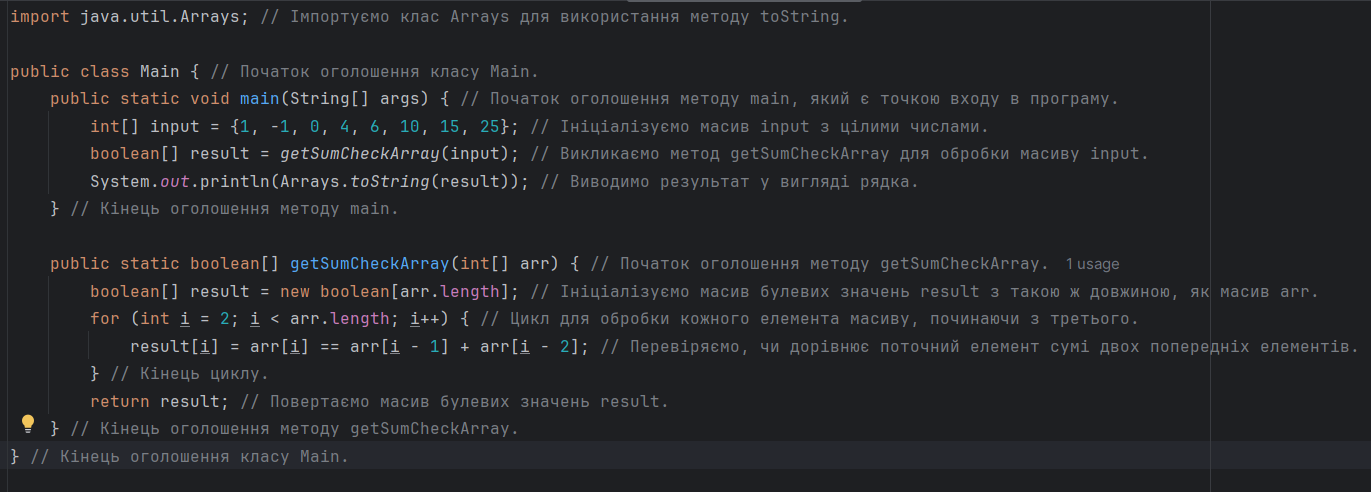 import java.util.Arrays; // Імпортуємо клас Arrays для використання методу toString.
public class Main { // Початок оголошення класу Main.
public static void main(String[] args) { // Початок оголошення методу main, який є точкою входу в програму.
int[] input = {1, -1, 0, 4, 6, 10, 15, 25}; // Ініціалізуємо масив input з цілими числами.
boolean[] result = getSumCheckArray(input); // Викликаємо метод getSumCheckArray для обробки масиву input.
System.out.println(Arrays.toString(result)); // Виводимо результат у вигляді рядка.
} // Кінець оголошення методу main.
public static boolean[] getSumCheckArray(int[] arr) { // Початок оголошення методу getSumCheckArray. 1 usage
boolean[] result = new boolean[arr.length]; // Ініціалізуємо масив булевих значень result з такою ж довжиною, як масив arr.
for (int i = 2; i < arr.length; i++) { // Цикл для обробки кожного елемента масиву, починаючи з третього.
result[i] = arr[i] == arr[i - 1] + arr[i - 2]; // Перевіряємо, чи дорівнює поточний елемент сумі двох попередніх елементів.
} // Кінець циклу.
return result; // Повертаємо масив булевих значень result.
} // Кінець оголошення методу getSumCheckArray.
} // Кінець оголошення класу Main.